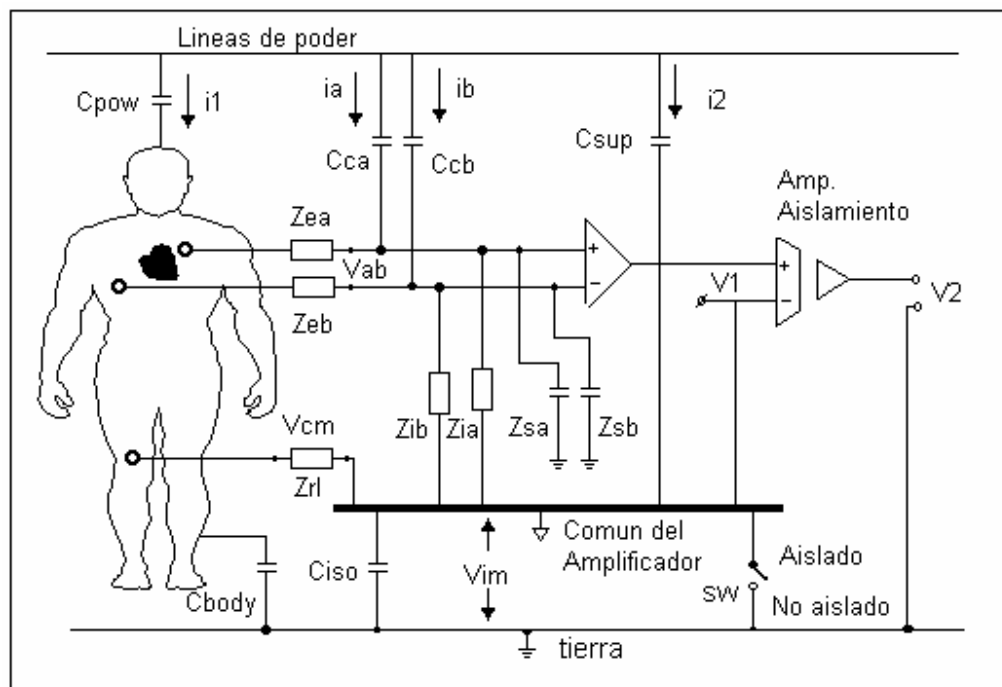 Lineas de poder
Cpow
i1
ia
ib
i2
Cca
Ccb
Csup
Amp.
Aislamiento
Zea
Vab
+
−
+
−
V1
V2
Zeb
Zib
Zia
Zsa
Zsb
Vcm
Zrl
Comun del
Amplificador
Ciso
Vim
Aislado
SW
No aislado
Cbody
tierra